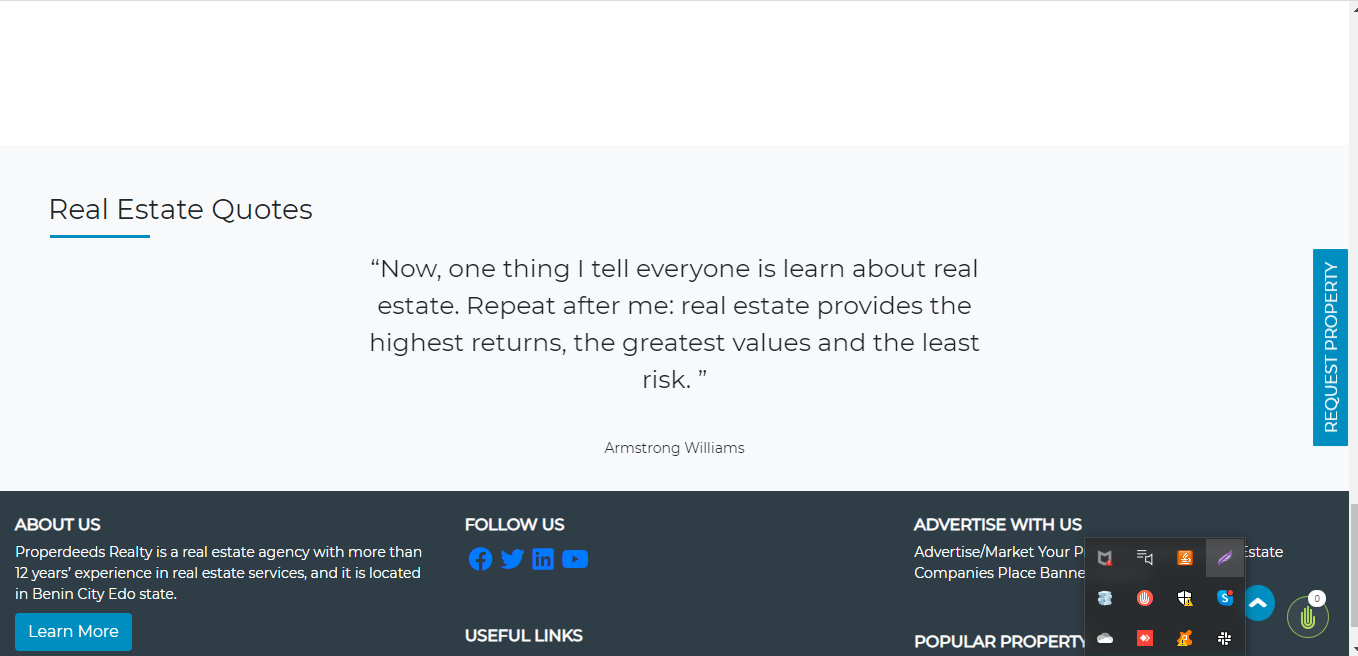 Real Estate Quotes
“Now, one thing I tell everyone is learn about real
estate. Repeat after me: real estate provides the
highest returns, the greatest values and the least
risk. ”
Armstrong Williams
REQUEST PROPERTY
ABOUT US
Properdeeds Realty is a real estate agency with more than
12 years’ experience in real estate services, and it is located
in Benin City Edo state.
Learn More
FOLLOW US
USEFUL LINKS
ADVERTISE WITH US
Advertise/Market Your Estate
Companies Place
POPULAR PROPERTY
S
0